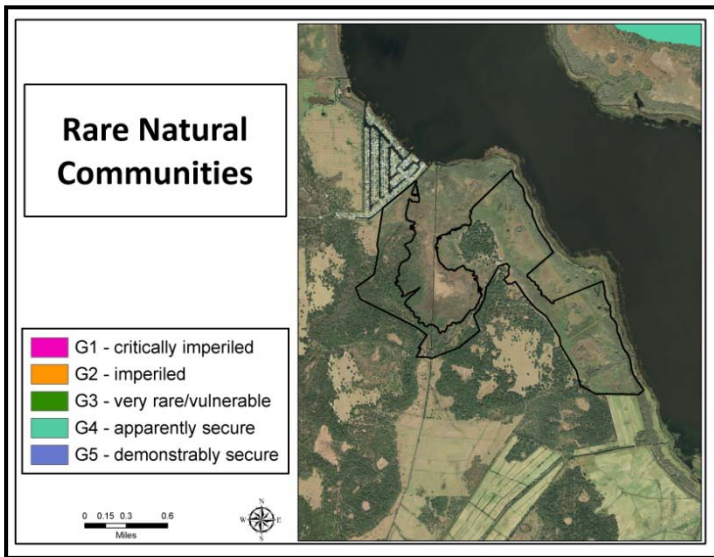 Rare Natural
Communities
G1 - critically imperiled
G2 - imperiled
G3 - very rare/vulnerable
G4 - apparently secure
G5 - demonstrably secure
0 0.15 0.3 0.6
Miles
N
W E
S